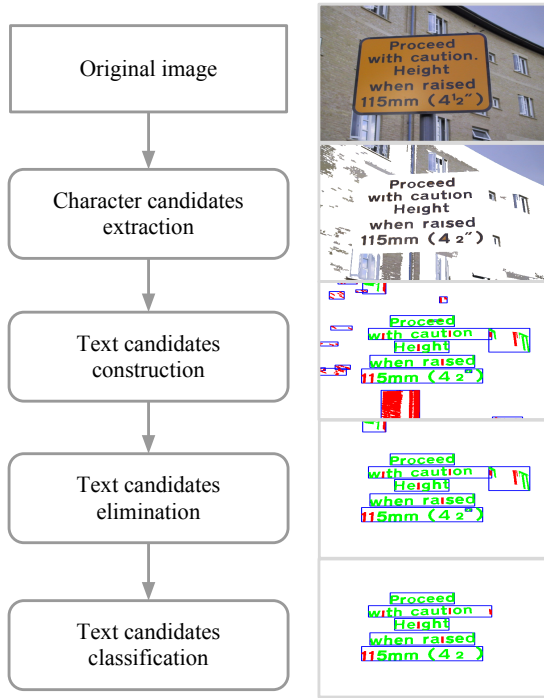 Original image
Character candidates
extraction
Text candidates
construction
Text candidates
elimination
Text candidates
classification
Proceed
with caution.
Height
when raised
115mm (4½″)
Proceed
with caution
Height
when raised
115mm (4 2″)
Proceed
with caution
Height
when raised
115mm (4 2″)
Proceed
with caution
Height
when raised
115mm (4 2″)
Proceed
with caution
Height
when raised
115mm (4 2″)